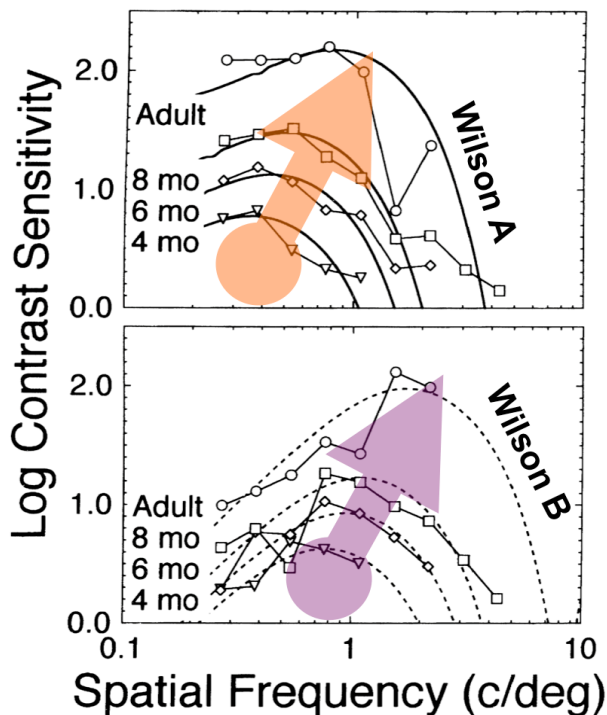 Log Contrast Sensitivity
2.0
1.0
0.0
Adult
8 mo
6 mo
4 mo
Wilson A
2.0
1.0
0.0
Adult
8 mo
6 mo
4 mo
Wilson B
0.1
1
10
Spatial Frequency (c/deg)